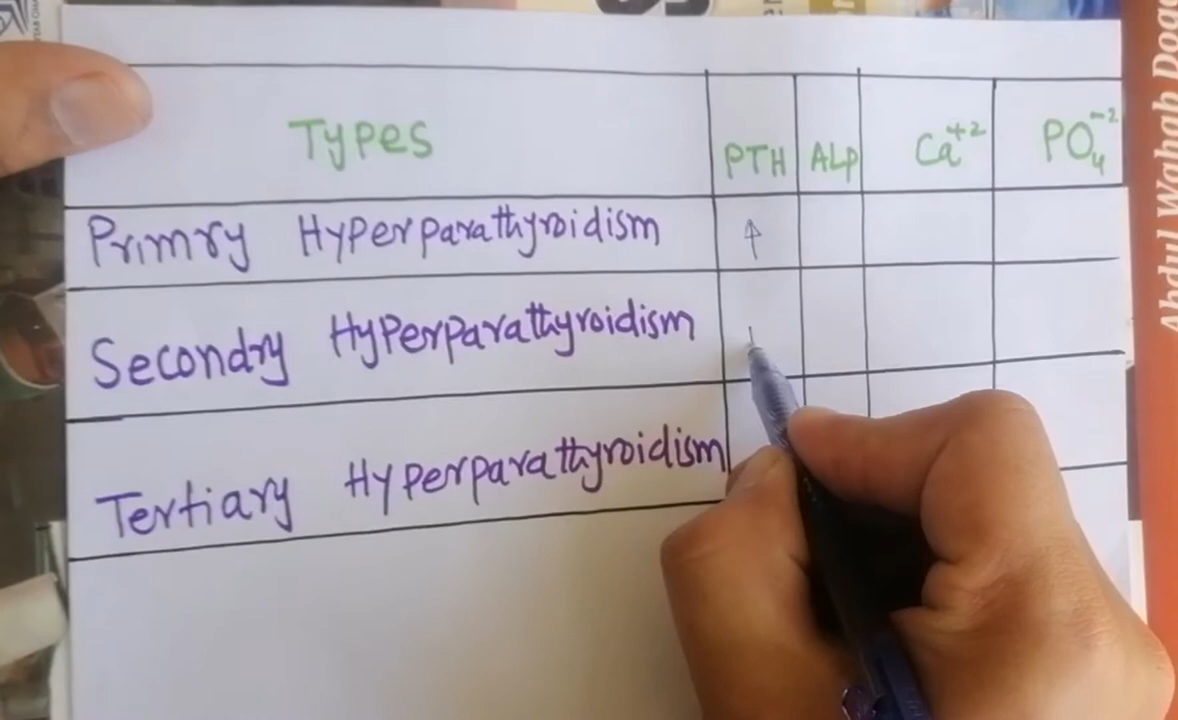 Types PTH ALP Ca+2 PO4-2
Primry Hyperparathyroidism ↑
Secondry Hyperparathyroidism
Tertiary Hyperparathyroidism
Abdul Wahab Dog